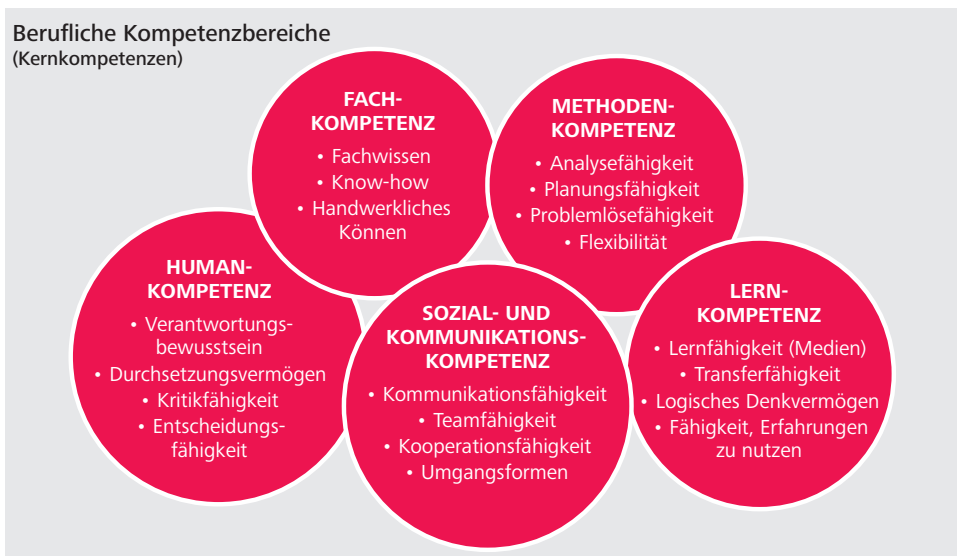 Berufliche Kompetenzbereiche
(Kernkompetenzen)
FACH-
KOMPETENZ
• Fachwissen
• Know-how
• Handwerkliches
Können
METHODEN-
KOMPETENZ
• Analysefähigkeit
• Planungsfähigkeit
• Problemlösefähigkeit
• Flexibilität
HUMAN-
KOMPETENZ
• Verantwortungs-
bewusstsein
• Durchsetzungsvermögen
• Kritikfähigkeit
• Entscheidungs-
fähigkeit
SOZIAL- UND
KOMMUNIKATIONS-
KOMPETENZ
• Kommunikationsfähigkeit
• Teamfähigkeit
• Kooperationsfähigkeit
• Umgangsformen
LERN-
KOMPETENZ
• Lernfähigkeit (Medien)
• Transferfähigkeit
• Logisches Denkvermögen
• Fähigkeit, Erfahrungen
zu nutzen